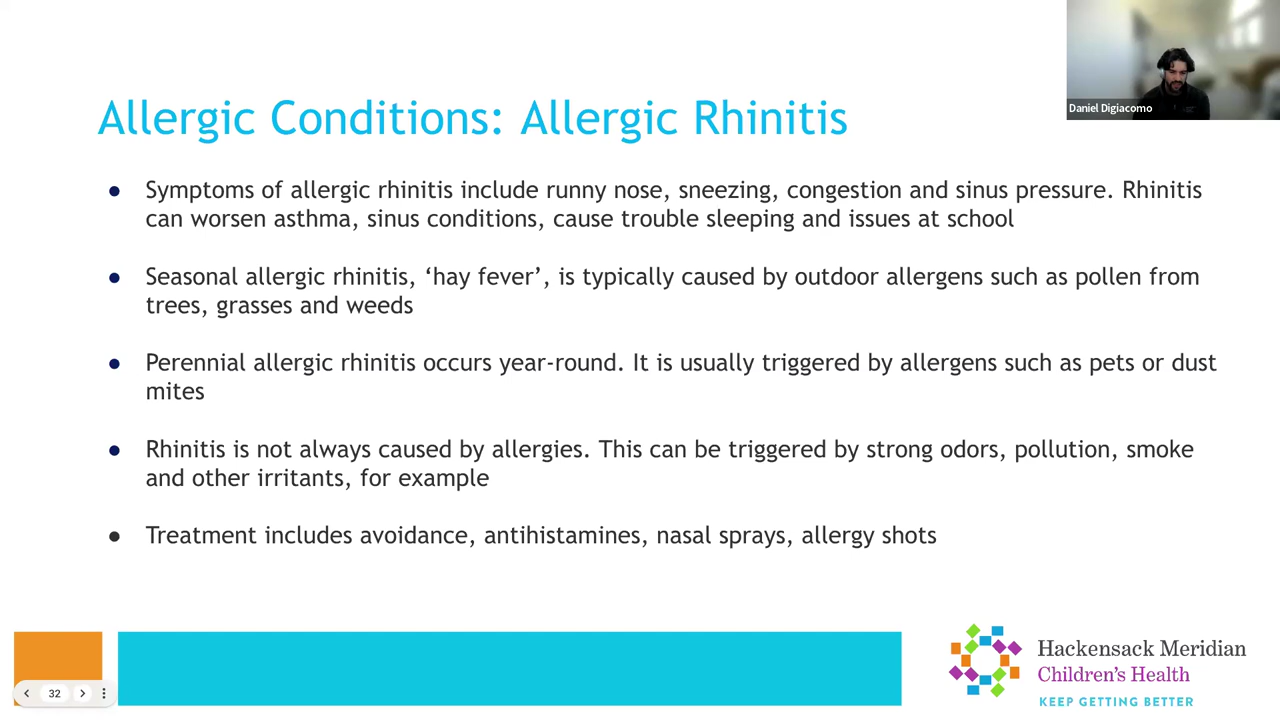 Daniel Digiacomo
Allergic Conditions: Allergic Rhinitis
● Symptoms of allergic rhinitis include runny nose, sneezing, congestion and sinus pressure. Rhinitis
can worsen asthma, sinus conditions, cause trouble sleeping and issues at school
● Seasonal allergic rhinitis, ‘hay fever’, is typically caused by outdoor allergens such as pollen from
trees, grasses and weeds
● Perennial allergic rhinitis occurs year-round. It is usually triggered by allergens such as pets or dust
mites
● Rhinitis is not always caused by allergies. This can be triggered by strong odors, pollution, smoke
and other irritants, for example
● Treatment includes avoidance, antihistamines, nasal sprays, allergy shots
32
Hackensack Meridian
Children's Health
KEEP GETTING BETTER